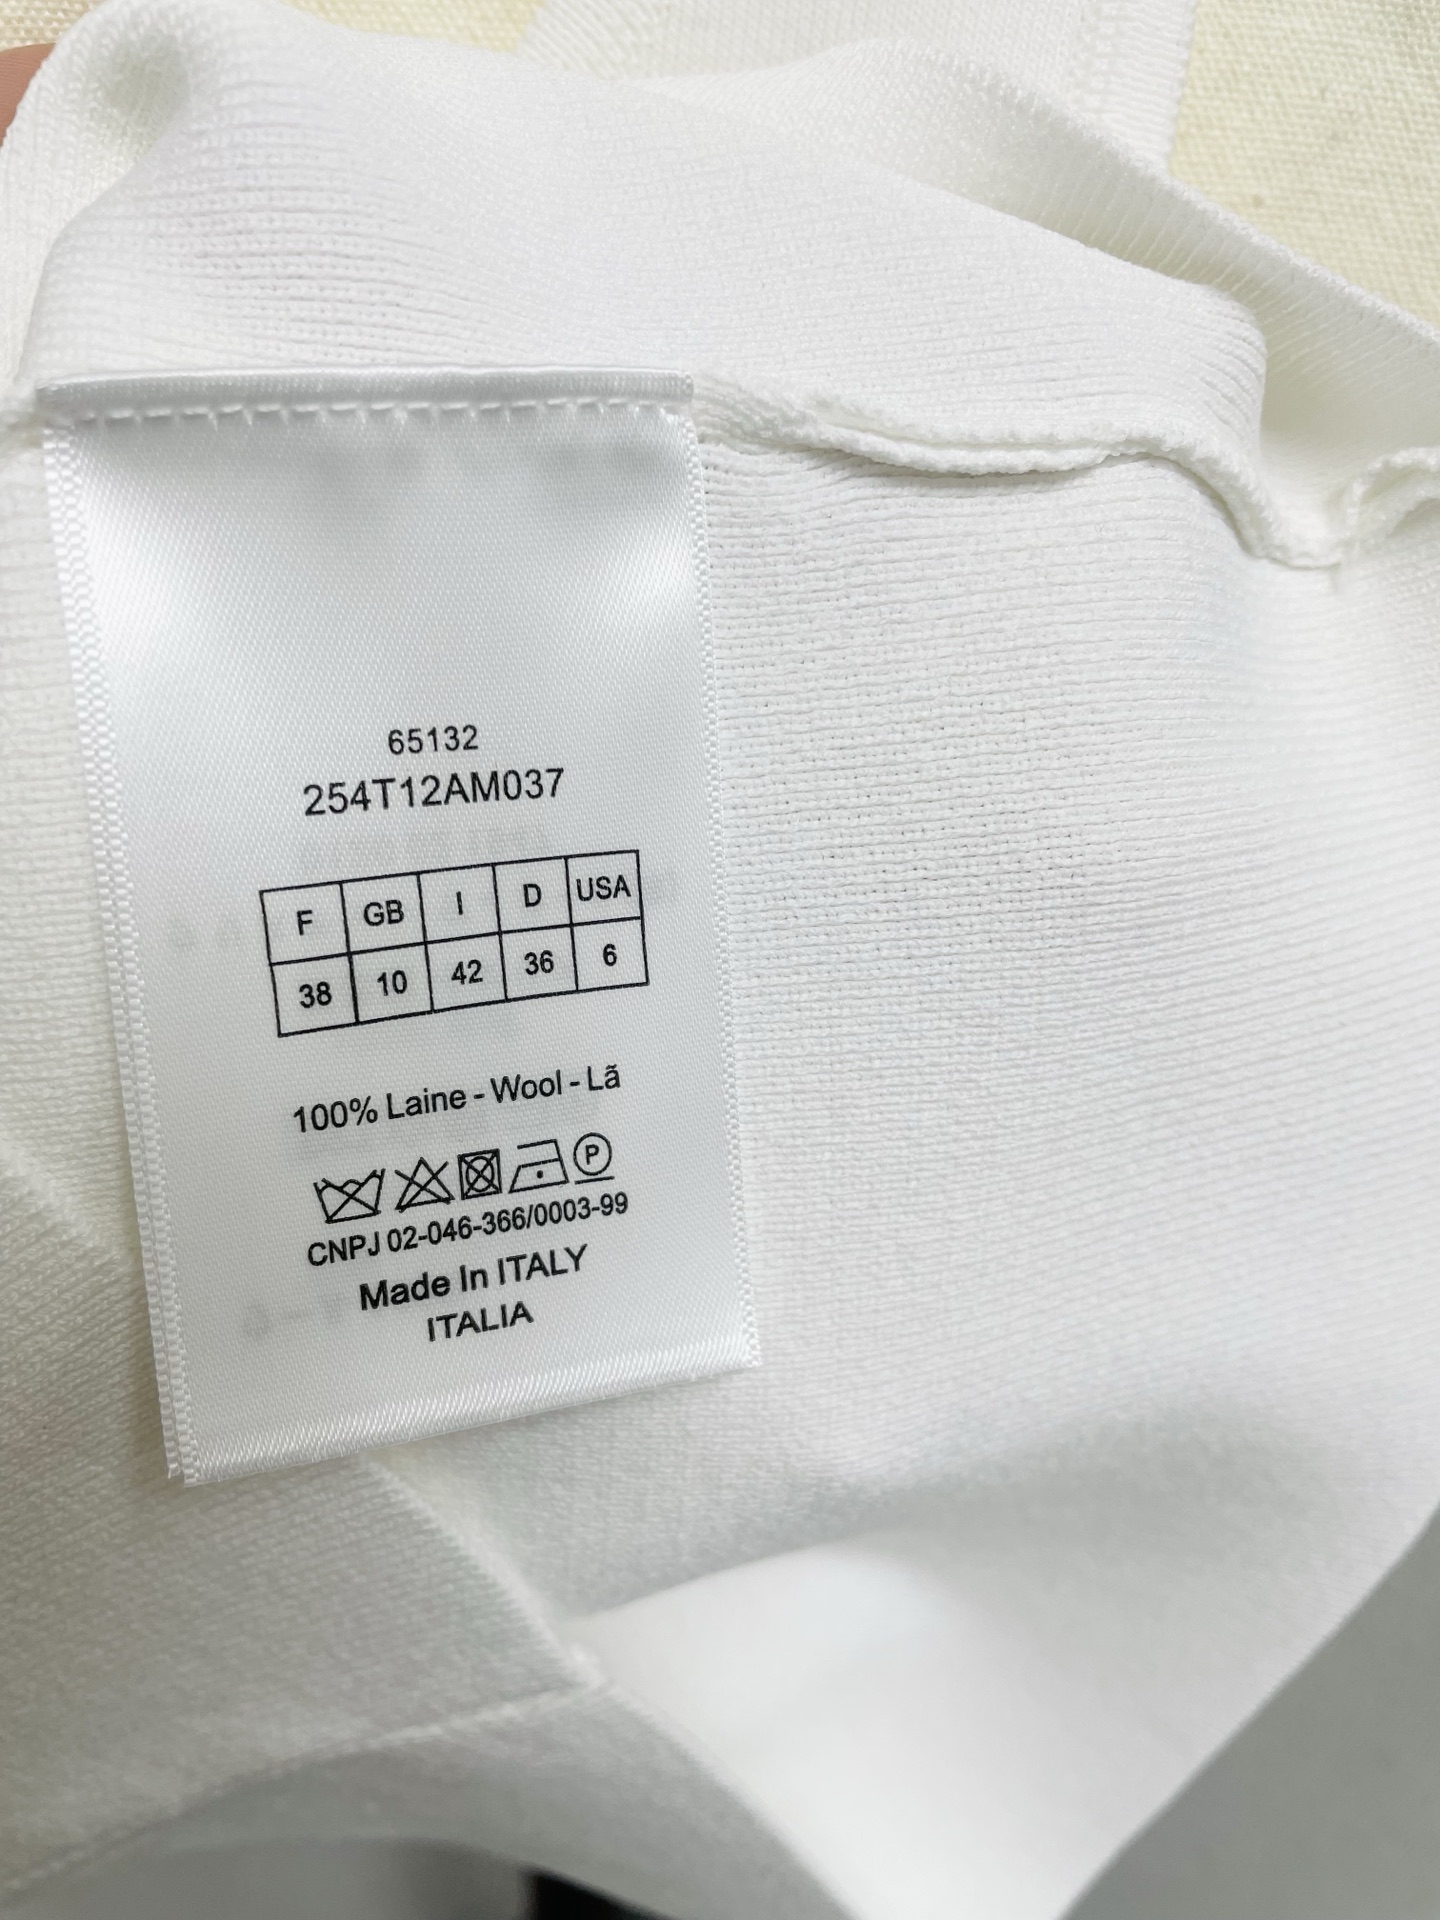 65132
254T12AM037
F GB I D USA
38 10 42 36 6
100% Laine - Wool - Lã
P
CNPJ 02-046-366/0003-99
Made In ITALY
ITALIA